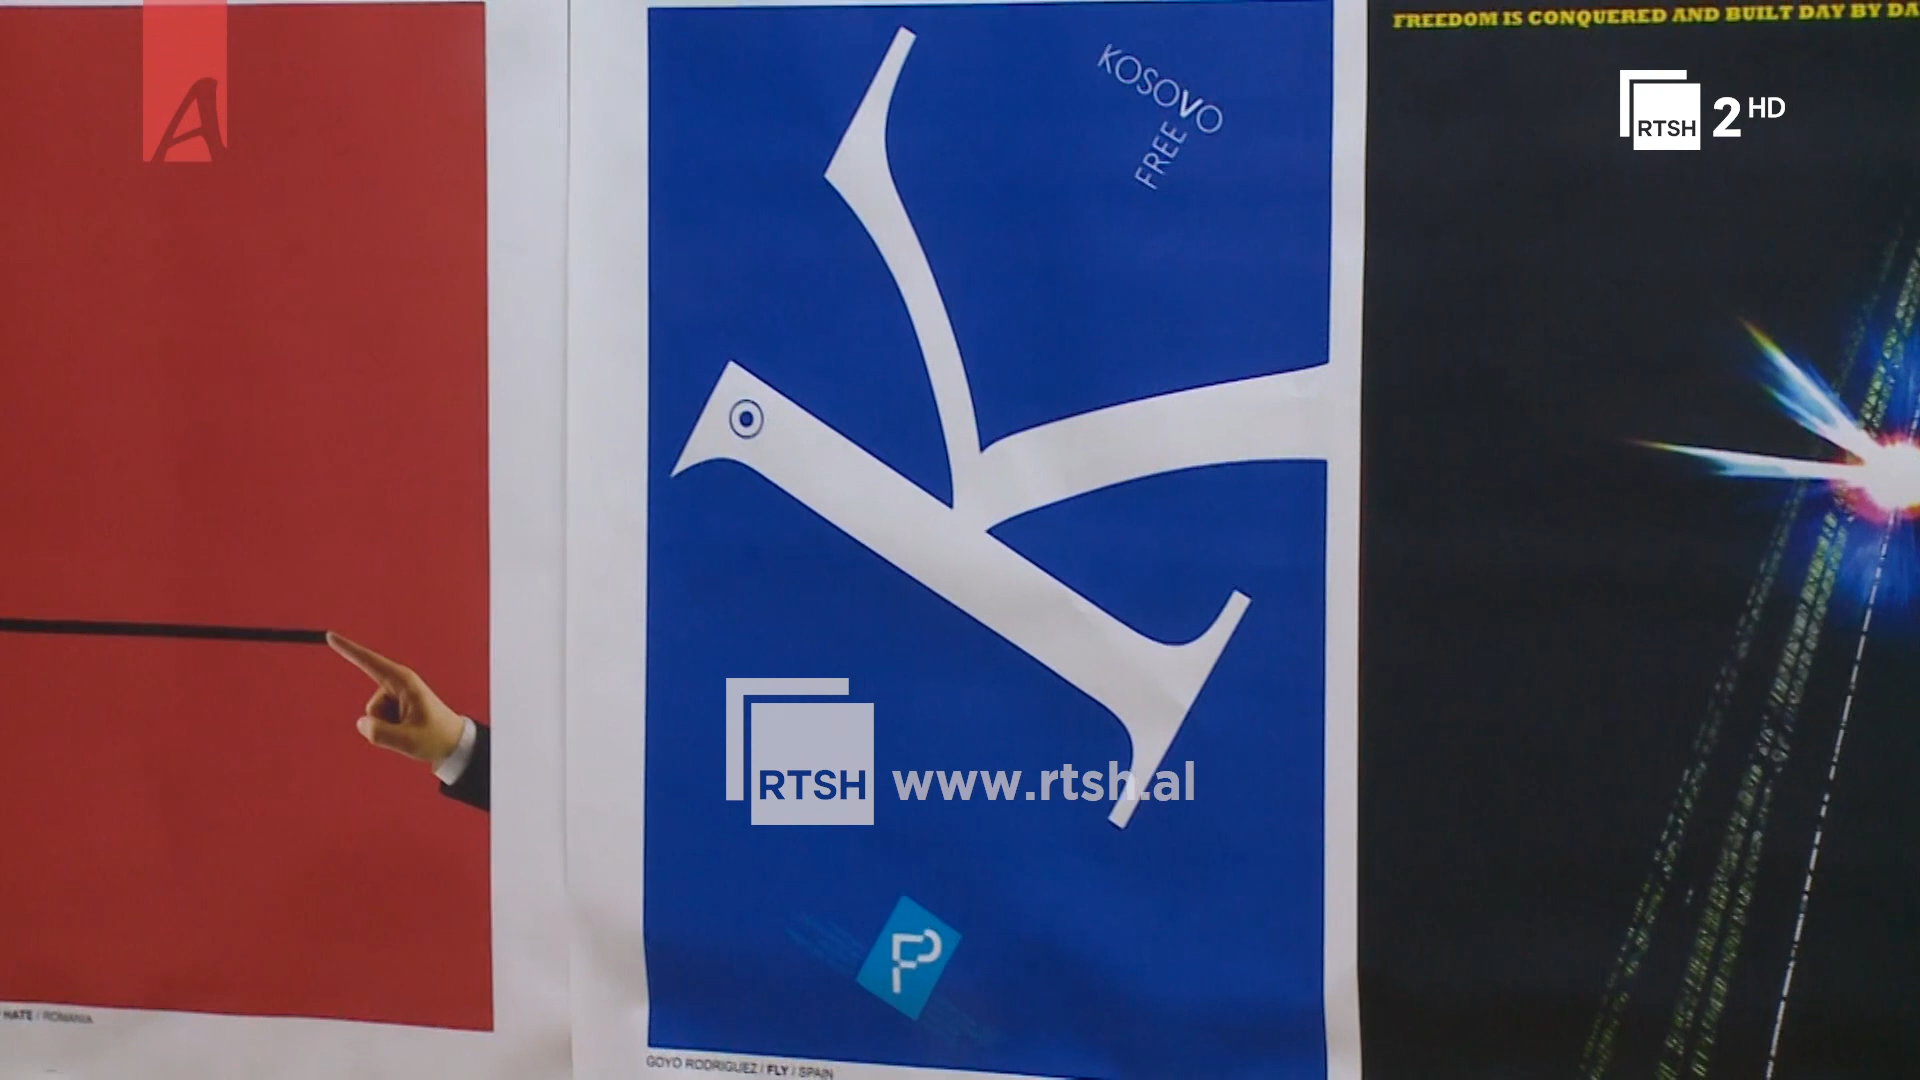 A
KOSOVO
FREE
K
FREEDOM IS CONQUERED AND BUILT DAY BY DA
RTSH 2 HD
RTSH www.rtsh.al
HATE / ROMANIA
GOYO RODRIGUEZ / FLY / SPAIN